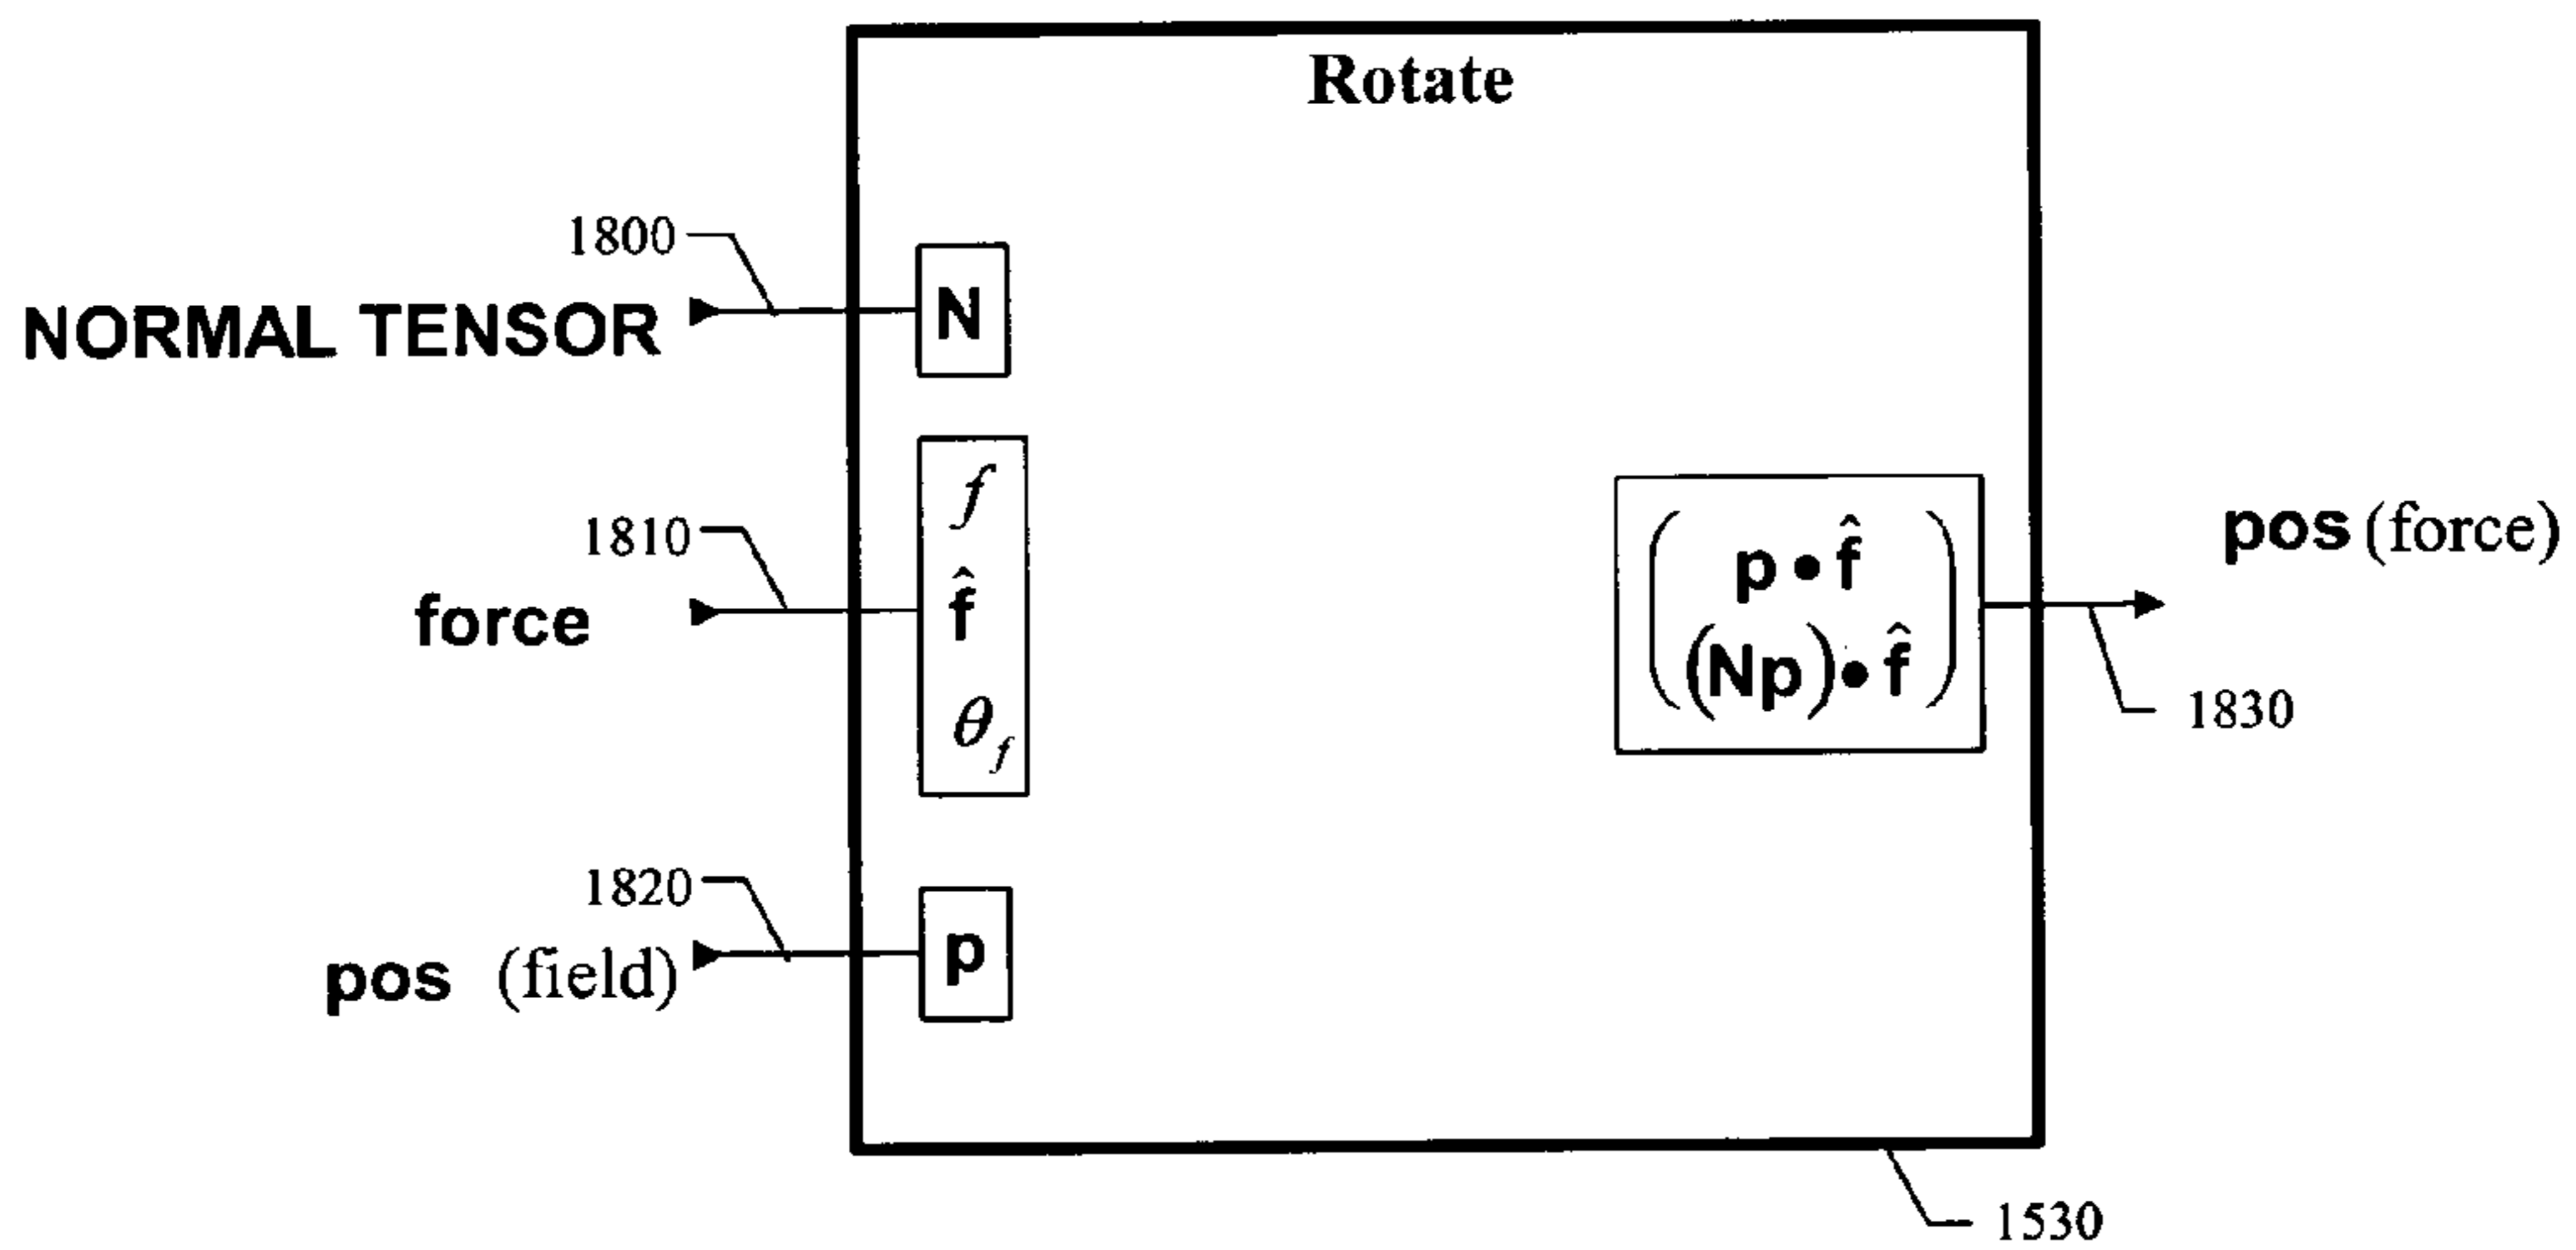 Rotate
1800
NORMAL TENSOR
N
1810
force
f
f̂
θ_f
1820
pos (field)
p
p • f̂
(Np) • f̂
pos (force)
1830
1530